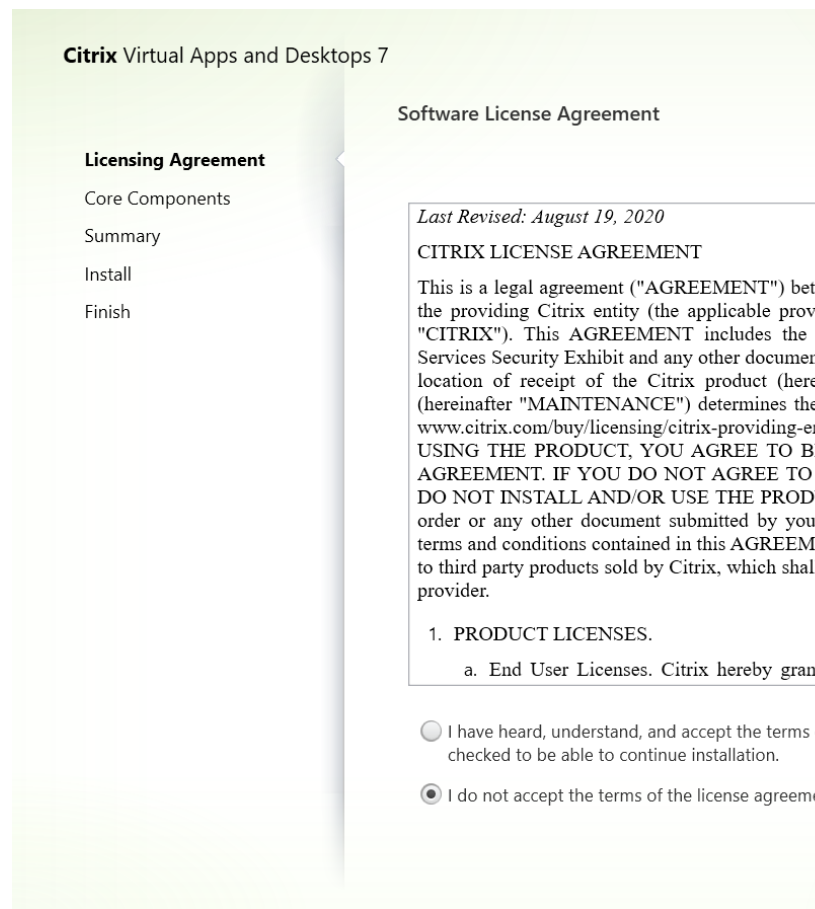 Citrix Virtual Apps and Desktops 7
Licensing Agreement
Core Components
Summary
Install
Finish
Software License Agreement
Last Revised: August 19, 2020
CITRIX LICENSE AGREEMENT
This is a legal agreement ("AGREEMENT") bet
the providing Citrix entity (the applicable prov
"CITRIX"). This AGREEMENT includes the
Services Security Exhibit and any other documen
location of receipt of the Citrix product (here
(hereinafter "MAINTENANCE") determines the
www.citrix.com/buy/licensing/citrix-providing-en
USING THE PRODUCT, YOU AGREE TO B
AGREEMENT. IF YOU DO NOT AGREE TO
DO NOT INSTALL AND/OR USE THE PROD
order or any other document submitted by you
terms and conditions contained in this AGREEM
to third party products sold by Citrix, which shal
provider.
1. PRODUCT LICENSES.
a. End User Licenses. Citrix hereby gran
I have heard, understand, and accept the terms
checked to be able to continue installation.
I do not accept the terms of the license agreeme